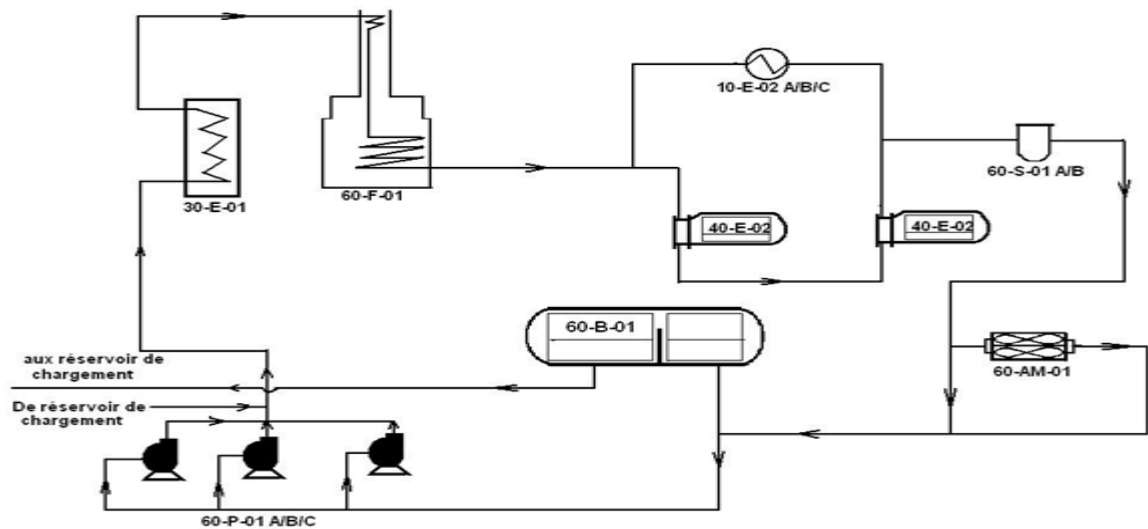 10-E-02 A/B/C
60-S-01 A/B
30-E-01
60-F-01
40-E-02
40-E-02
60-B-01
60-AM-01
aux réservoir de
chargement
De réservoir de
chargement
60-P-01 A/B/C